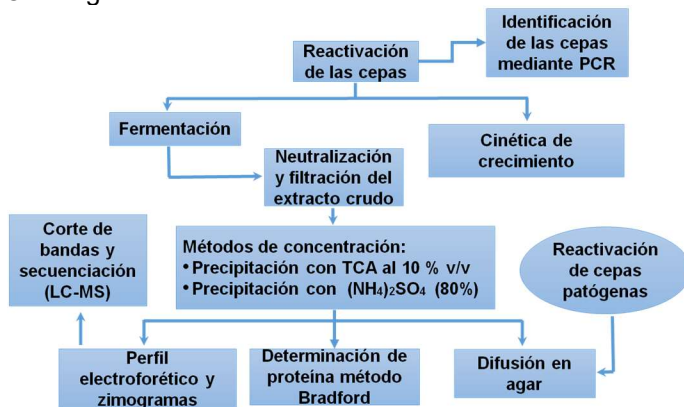 Identificación
de las cepas
mediante PCR
Reactivación
de las cepas
Fermentación
Cinética de
crecimiento
Neutralización
y filtración del
extracto crudo
Corte de
bandas y
secuenciación
(LC-MS)
Métodos de concentración:
•Precipitación con TCA al 10 % v/v
•Precipitación con (NH₄)₂SO₄ (80%)
Reactivación
de cepas
patógenas
Perfil
electroforético y
zimogramas
Determinación de
proteína método
Bradford
Difusión en
agar